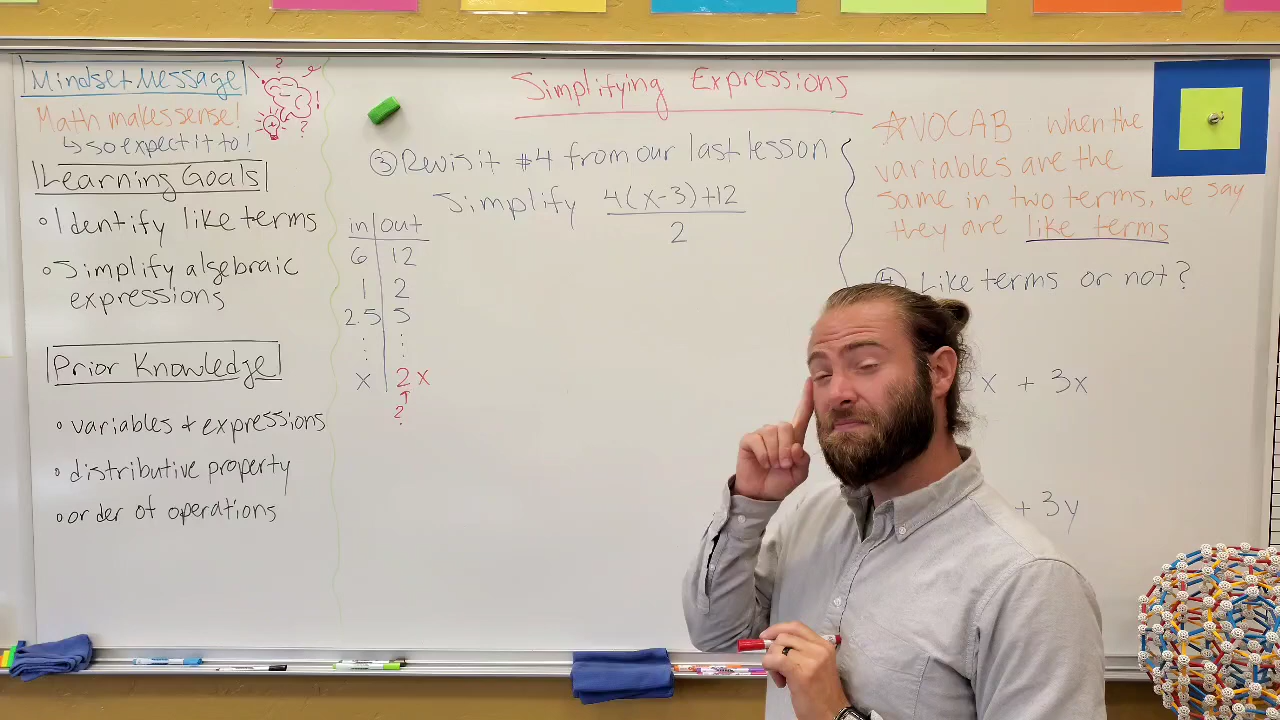 Simplifying Expressions
Mindset Message
Math makes sense!
↳ so expect it to!
Learning Goals
• Identify like terms
• Simplify algebraic
expressions
Prior Knowledge
• variables + expressions
• distributive property
• order of operations
③ Revisit #4 from our last lesson
Simplify 4(x-3)+12
2
in out
6 12
1 2
2.5 5
⋮ ⋮
x 2x
↑
?
☆VOCAB: when the
variables are the
same in two terms, we say
they are like terms
④ Like terms or not?
2x + 3x
+ 3y